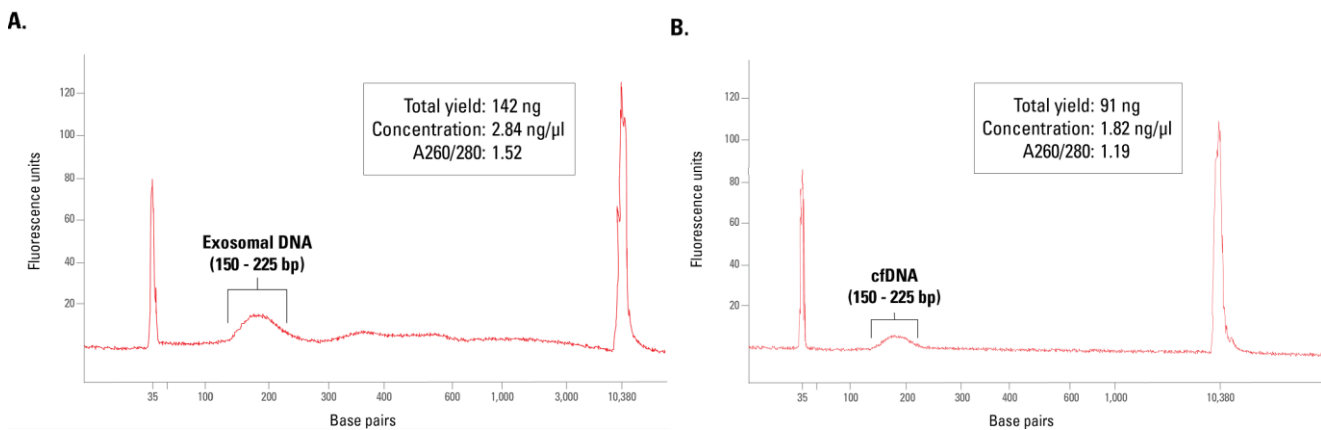 A.
Fluorescence units
120
100
80
60
40
20
Total yield: 142 ng
Concentration: 2.84 ng/µl
A260/280: 1.52
Exosomal DNA
(150 - 225 bp)
35
100
200
300
400
600
1,000
3,000
10,380
Base pairs
B.
Fluorescence units
120
100
80
60
40
20
Total yield: 91 ng
Concentration: 1.82 ng/µl
A260/280: 1.19
cfDNA
(150 - 225 bp)
35
100
200
300
400
600
1,000
10,380
Base pairs